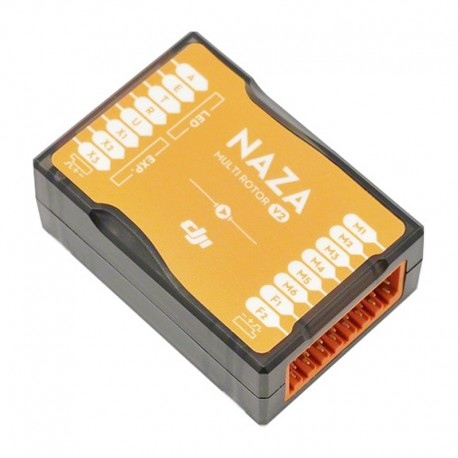 A
E
T
R
U
X1
X2
X3
LED
EXP.
NAZA
MULTI ROTOR V2
dji
M1
M2
M3
M4
M5
M6
F1
F2